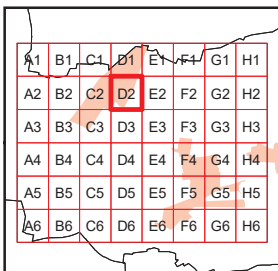 A1 B1 C1 D1 E1 F1 G1 H1
A2 B2 C2 D2 E2 F2 G2 H2
A3 B3 C3 D3 E3 F3 G3 H3
A4 B4 C4 D4 E4 F4 G4 H4
A5 B5 C5 D5 E5 F5 G5 H5
A6 B6 C6 D6 E6 F6 G6 H6